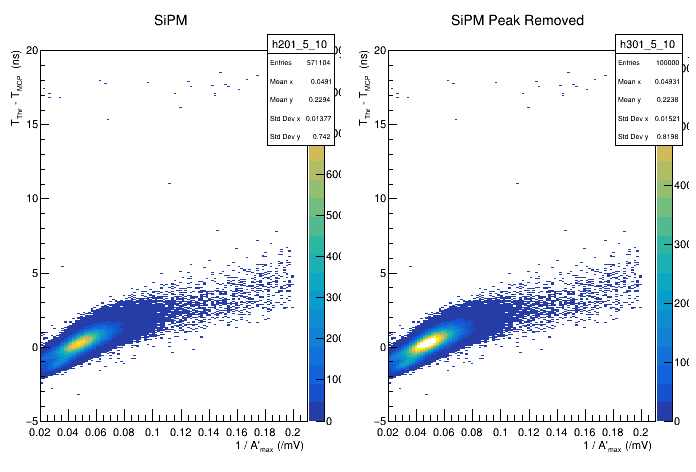 SiPM
h201_5_10
Entries 571104
Mean x 0.0491
Mean y 0.2294
Std Dev x 0.01377
Std Dev y 0.742
T_Thr - T_MCP (ns)
20
15
10
5
0
−5
0.02 0.04 0.06 0.08 0.1 0.12 0.14 0.16 0.18 0.2
1 / A'_max (/mV)
600
500
400
300
200
100
0
SiPM Peak Removed
h301_5_10
Entries 100000
Mean x 0.04931
Mean y 0.2238
Std Dev x 0.01521
Std Dev y 0.8198
T_Thr - T_MCP (ns)
20
15
10
5
0
−5
0.02 0.04 0.06 0.08 0.1 0.12 0.14 0.16 0.18 0.2
1 / A'_max (/mV)
400
300
200
100
0